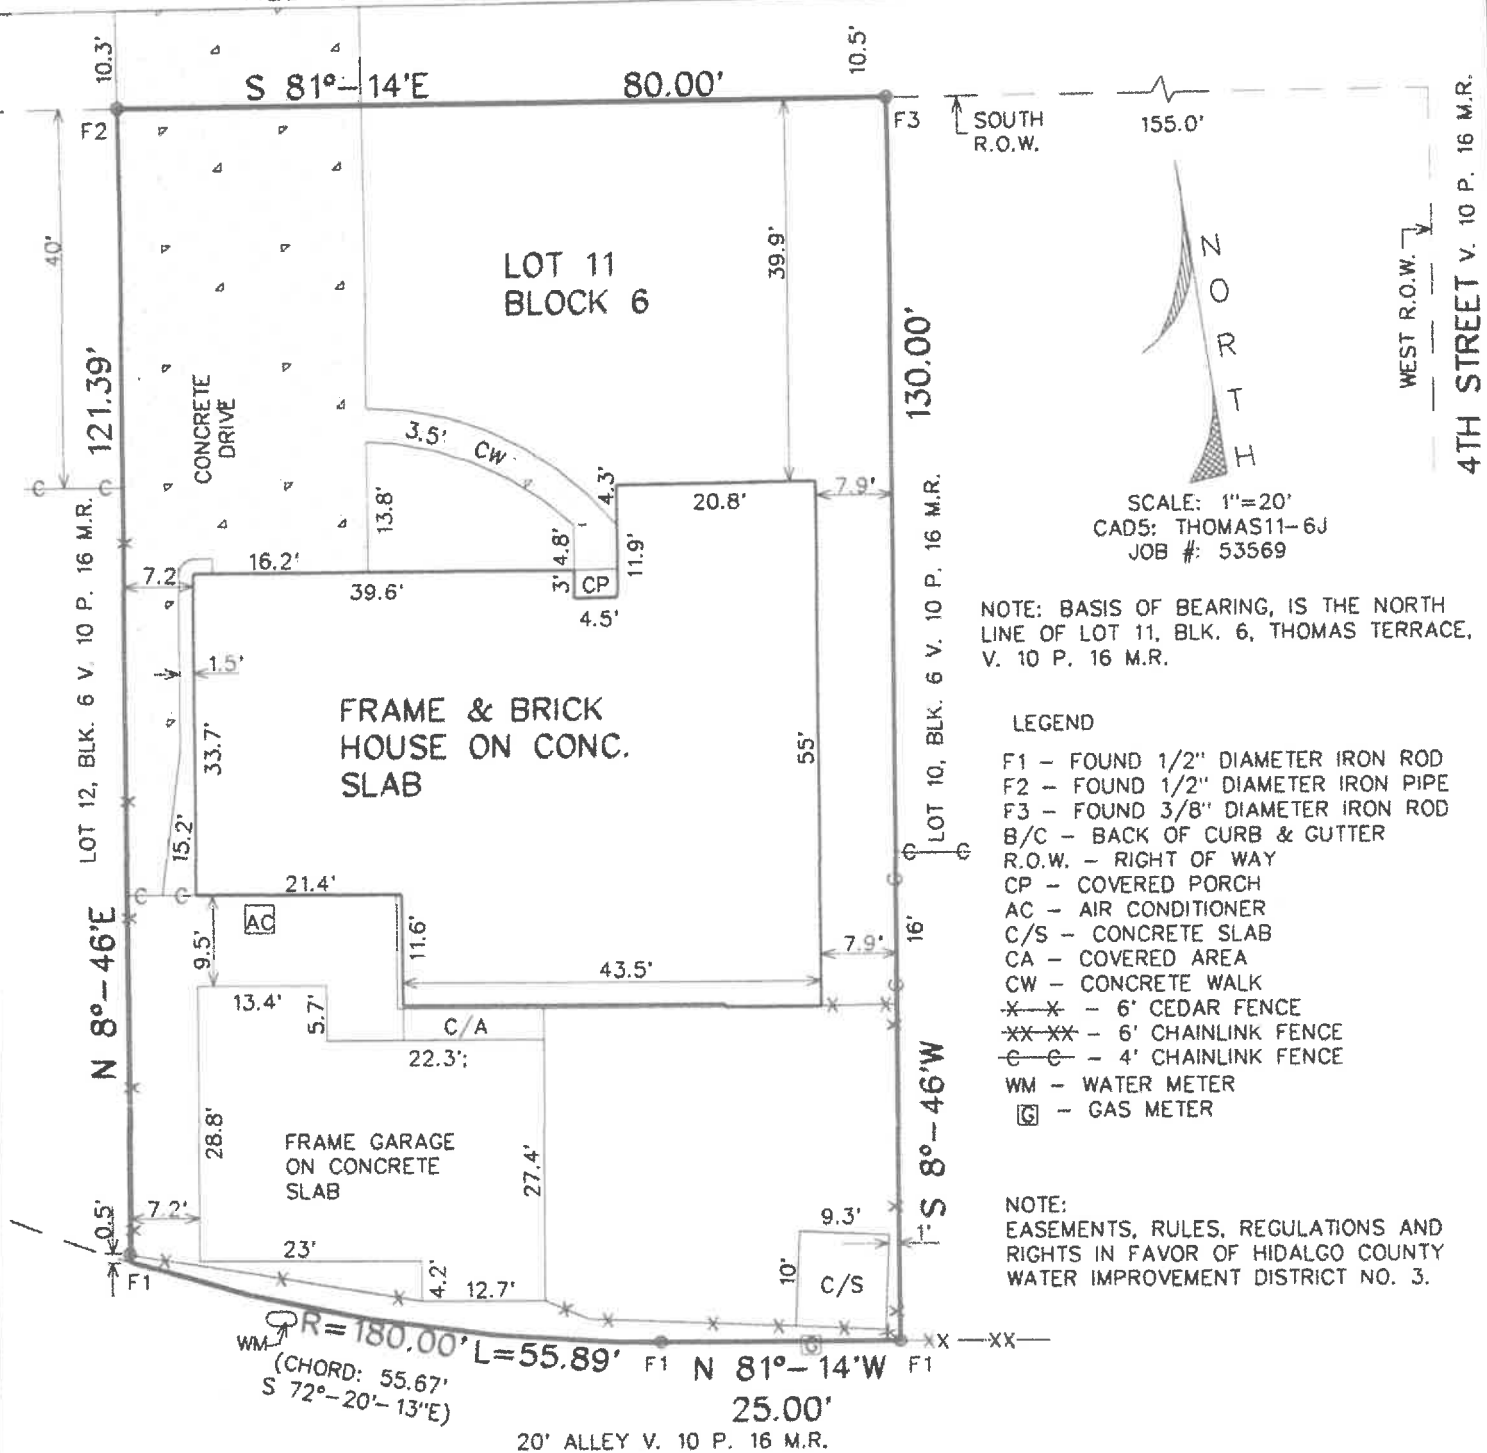 10.3'
10.5'
S 81°-14'E 80.00'
F2
F3
SOUTH
R.O.W.
155.0'
4TH STREET V. 10 P. 16 M.R.
WEST R.O.W.
NORTH
40'
39.9'
LOT 11
BLOCK 6
121.39'
130.00'
CONCRETE
DRIVE
3.5' CW
4.3'
20.8'
7.9'
13.8'
4.8'
11.9'
C C
SCALE: 1"=20'
CAD5: THOMAS11-6J
JOB #: 53569
7.2
16.2'
39.6'
3'
CP
4.5'
LOT 12, BLK. 6 V. 10 P. 16 M.R.
LOT 10, BLK. 6 V. 10 P. 16 M.R.
NOTE: BASIS OF BEARING, IS THE NORTH
LINE OF LOT 11, BLK. 6, THOMAS TERRACE,
V. 10 P. 16 M.R.
1.5'
FRAME & BRICK
HOUSE ON CONC.
SLAB
33.7'
55'
15.2'
LEGEND
F1 - FOUND 1/2" DIAMETER IRON ROD
F2 - FOUND 1/2" DIAMETER IRON PIPE
F3 - FOUND 3/8" DIAMETER IRON ROD
B/C - BACK OF CURB & GUTTER
R.O.W. - RIGHT OF WAY
CP - COVERED PORCH
AC - AIR CONDITIONER
C/S - CONCRETE SLAB
CA - COVERED AREA
CW - CONCRETE WALK
X X - 6' CEDAR FENCE
XX XX - 6' CHAINLINK FENCE
C C - 4' CHAINLINK FENCE
WM - WATER METER
G - GAS METER
C C
C C
21.4'
AC
9.5'
11.6'
7.9'
16'
43.5'
13.4'
5.7'
C/A
22.3';
N 8°-46'E
S 8°-46'W
28.8'
FRAME GARAGE
ON CONCRETE
SLAB
27.4'
0.5'
7.2'
23'
4.2'
12.7'
9.3'
1'
10'
C/S
NOTE:
EASEMENTS, RULES, REGULATIONS AND
RIGHTS IN FAVOR OF HIDALGO COUNTY
WATER IMPROVEMENT DISTRICT NO. 3.
F1
WM
R=180.00' L=55.89'
(CHORD: 55.67'
S 72°-20'-13"E)
F1
G
N 81°-14'W
F1
X XX
25.00'
20' ALLEY V. 10 P. 16 M.R.